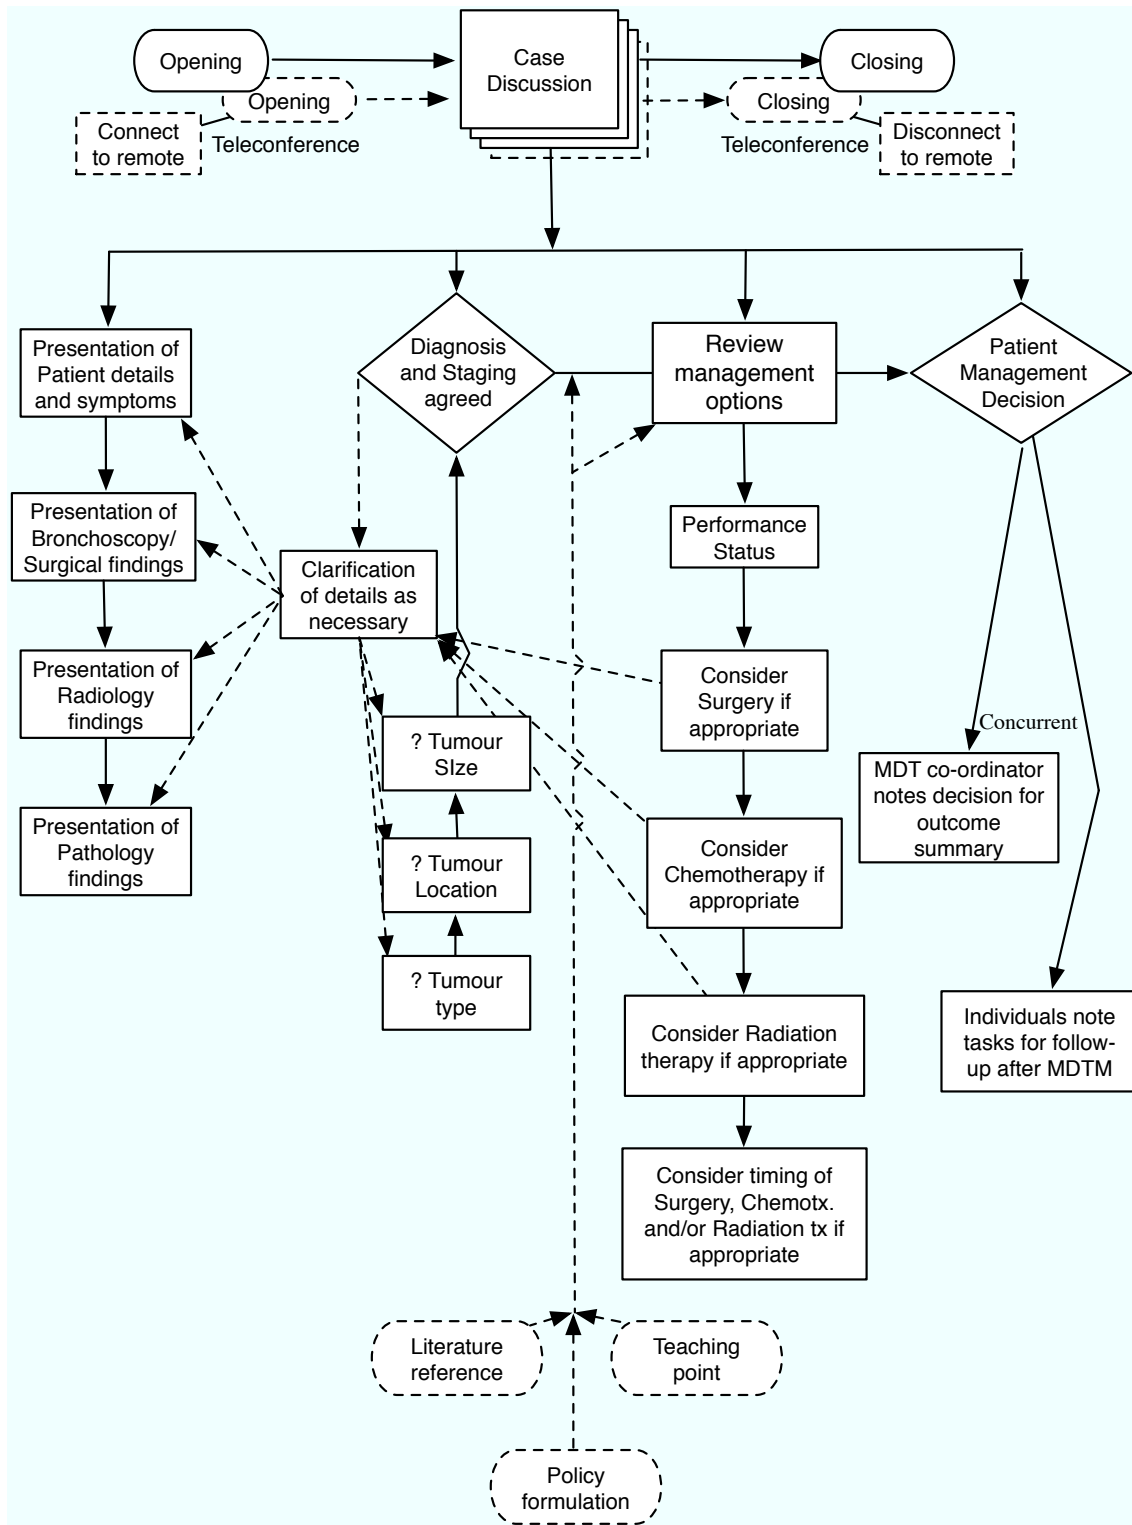 Opening
Case
Discussion
Closing
Opening
Closing
Connect
to remote
Teleconference
Teleconference
Disconnect
to remote
Presentation of
Patient details
and symptoms
Diagnosis
and Staging
agreed
Review
management
options
Patient
Management
Decision
Presentation of
Bronchoscopy/
Surgical findings
Clarification
of details as
necessary
Performance
Status
Presentation of
Radiology
findings
Consider
Surgery if
appropriate
? Tumour
SIze
Concurrent
MDT co-ordinator
notes decision for
outcome
summary
Presentation of
Pathology
findings
? Tumour
Location
Consider
Chemotherapy if
appropriate
? Tumour
type
Consider Radiation
therapy if appropriate
Individuals note
tasks for follow-
up after MDTM
Consider timing of
Surgery, Chemotx.
and/or Radiation tx if
appropriate
Literature
reference
Teaching
point
Policy
formulation